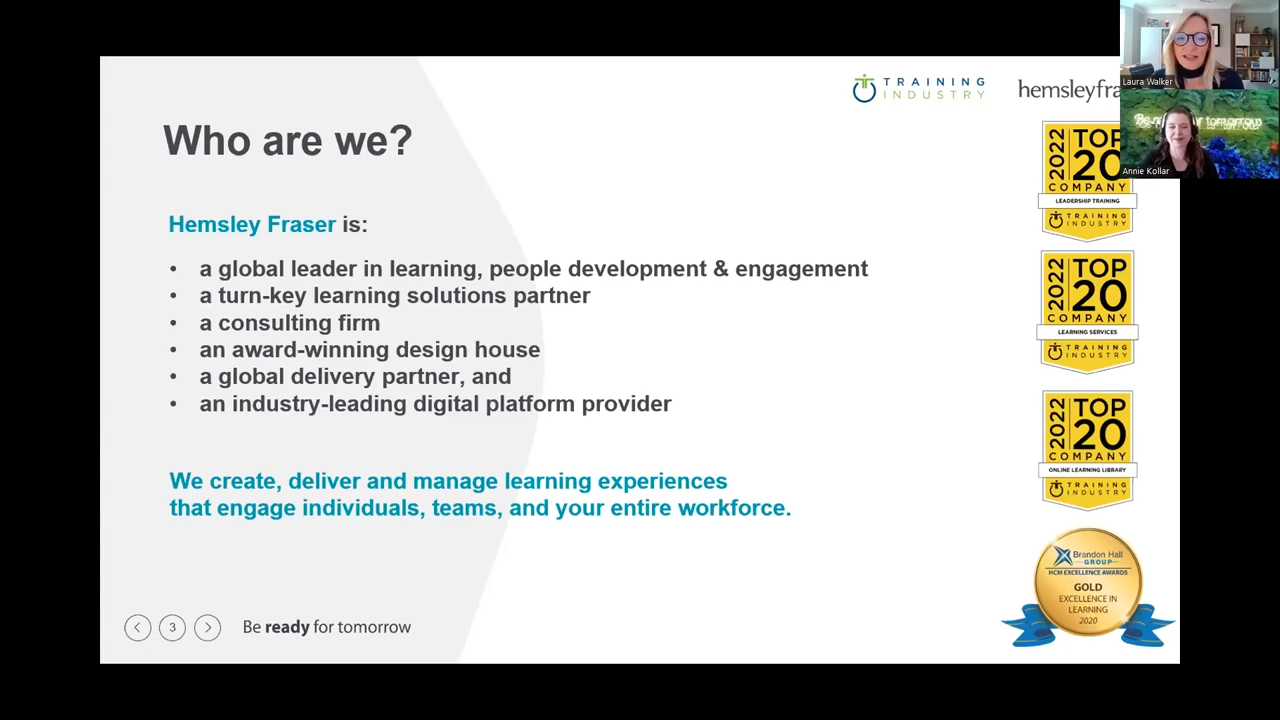 TRAINING
INDUSTRY
hemsleyfra
Laura Walker
Annie Kollar
Who are we?
Hemsley Fraser is:
• a global leader in learning, people development & engagement
• a turn-key learning solutions partner
• a consulting firm
• an award-winning design house
• a global delivery partner, and
• an industry-leading digital platform provider
We create, deliver and manage learning experiences
that engage individuals, teams, and your entire workforce.
3
Be ready for tomorrow
2022 TOP
20
COMPANY
LEADERSHIP TRAINING
TRAINING
INDUSTRY
2022 TOP
20
COMPANY
LEARNING SERVICES
TRAINING
INDUSTRY
2022 TOP
20
COMPANY
ONLINE LEARNING LIBRARY
TRAINING
INDUSTRY
Brandon Hall
GROUP
HCM EXCELLENCE AWARDS
GOLD
EXCELLENCE IN
LEARNING
2020